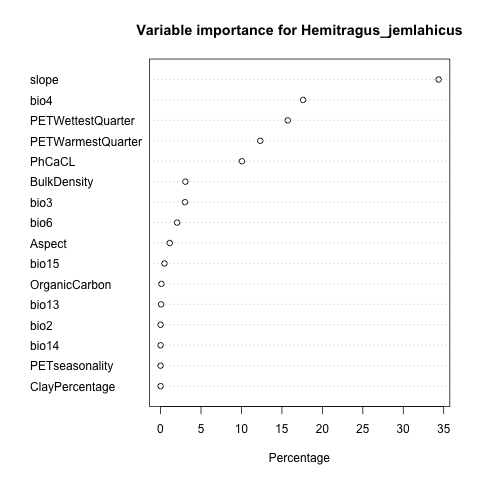 Variable importance for Hemitragus_jemlahicus
slope
bio4
PETWettestQuarter
PETWarmestQuarter
PhCaCL
BulkDensity
bio3
bio6
Aspect
bio15
OrganicCarbon
bio13
bio2
bio14
PETseasonality
ClayPercentage
0 5 10 15 20 25 30 35
Percentage